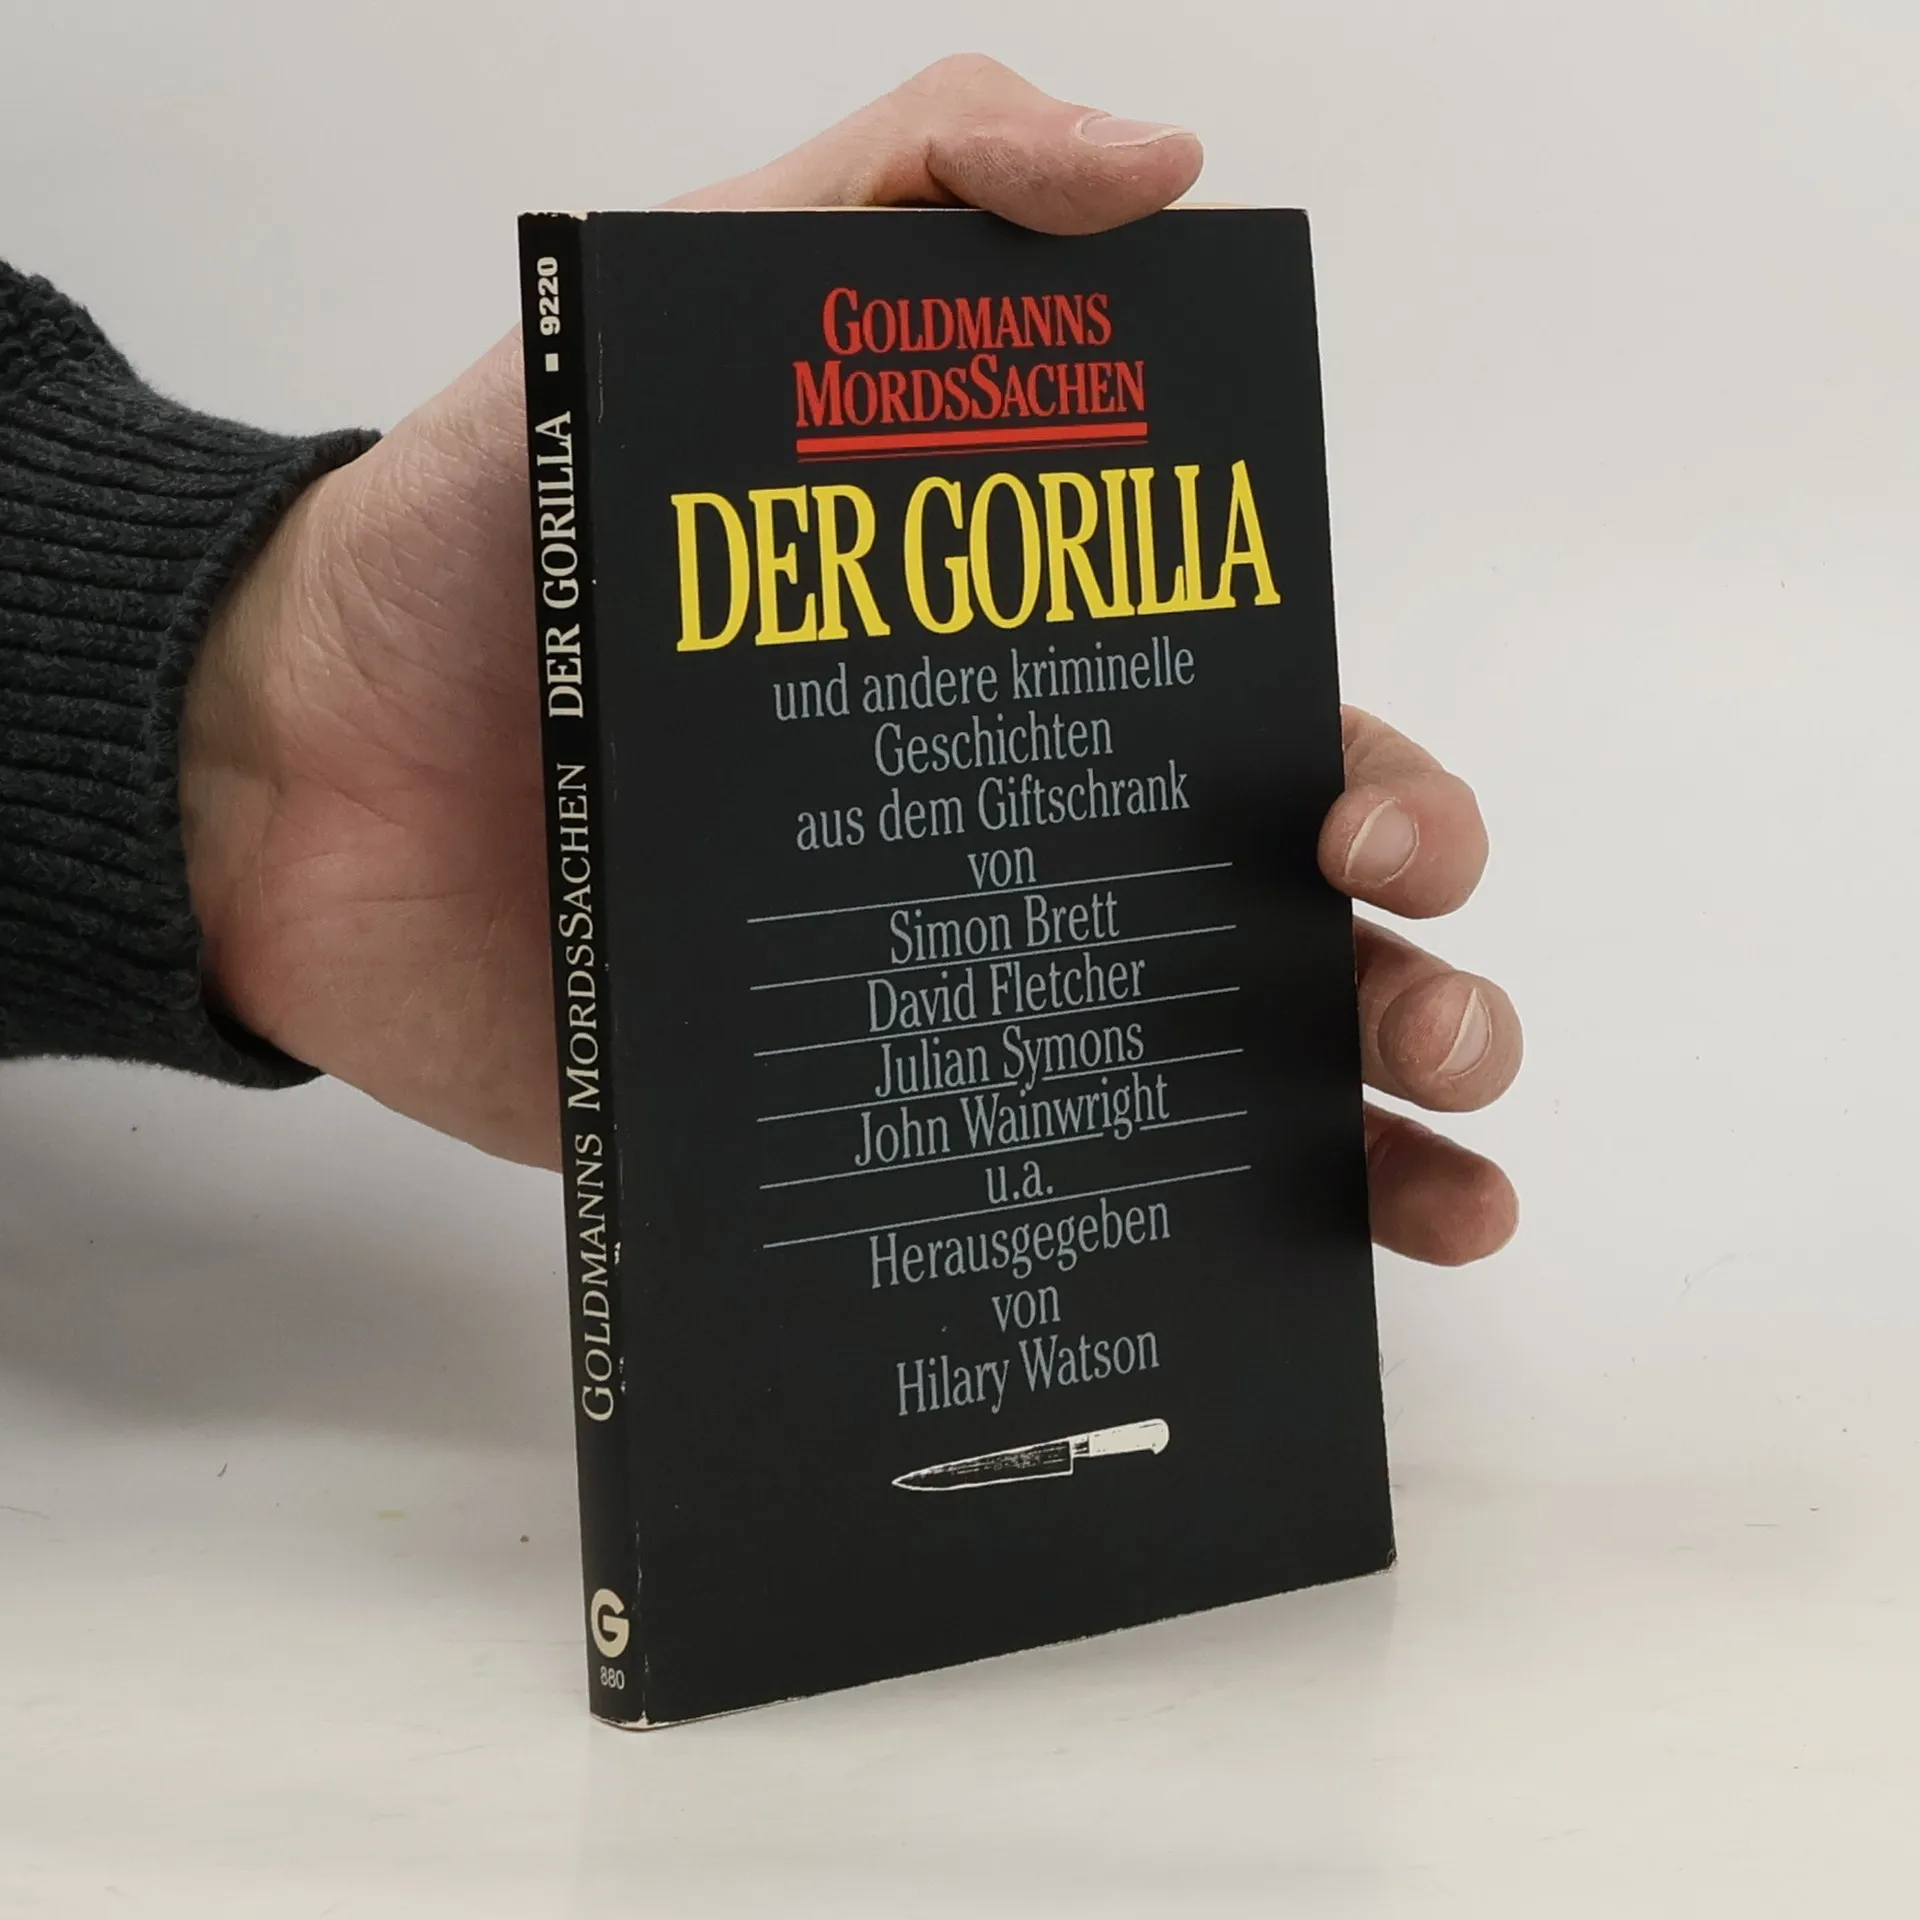 GOLDMANNS
MORDSSACHEN
DER GORILLA
und andere kriminelle
Geschichten
aus dem Giftschrank
von
Simon Brett
David Fletcher
Julian Symons
John Wainwright
u.a.
Herausgegeben
von
Hilary Watson
GOLDMANNS MORDSSACHEN DER GORILLA ■ 9220
G
880